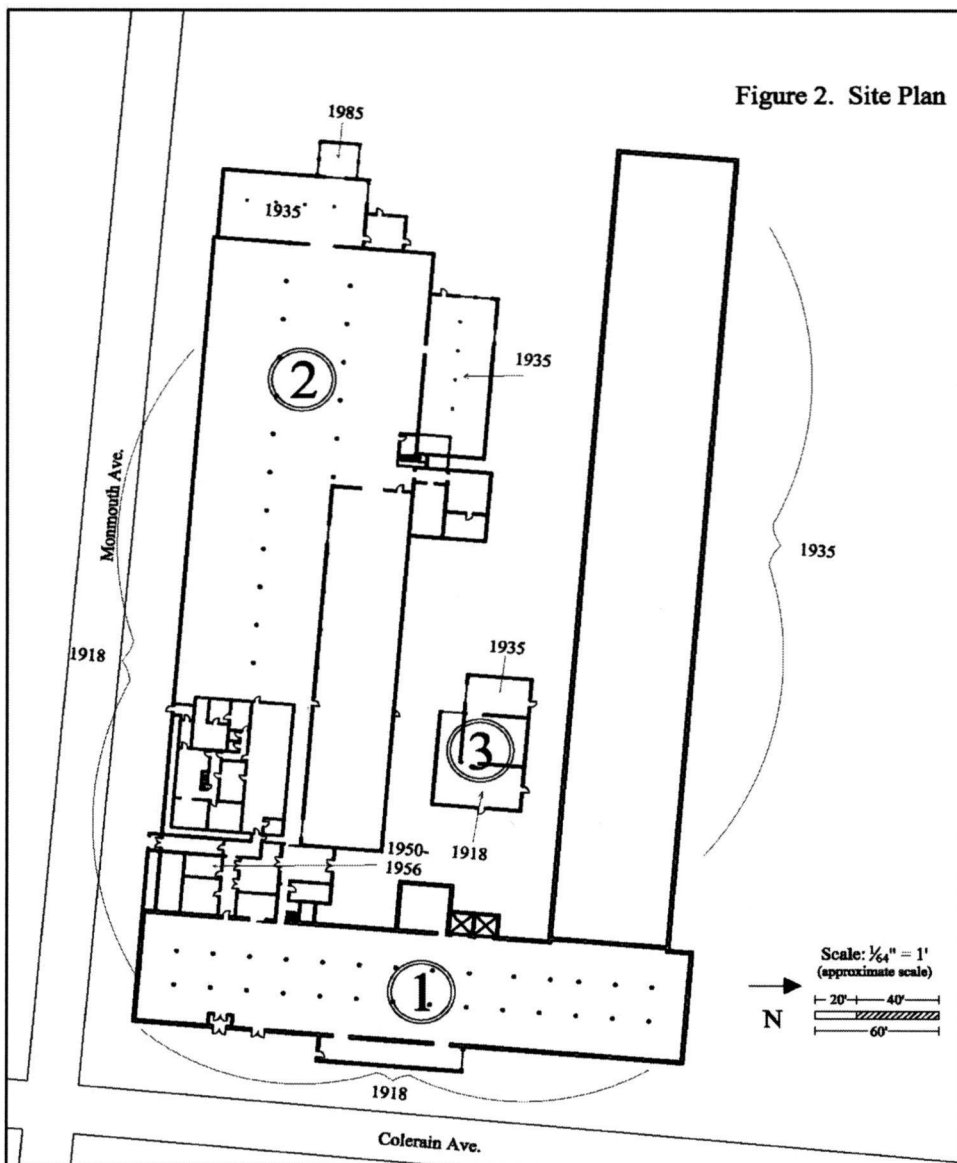 Figure 2. Site Plan
1985
1935
2
1935
Monmouth Ave.
1935
1918
1935
3
1950-
1956
1918
Scale: 1/64" = 1'
(approximate scale)
20' 40'
60'
N
1
1918
Colerain Ave.